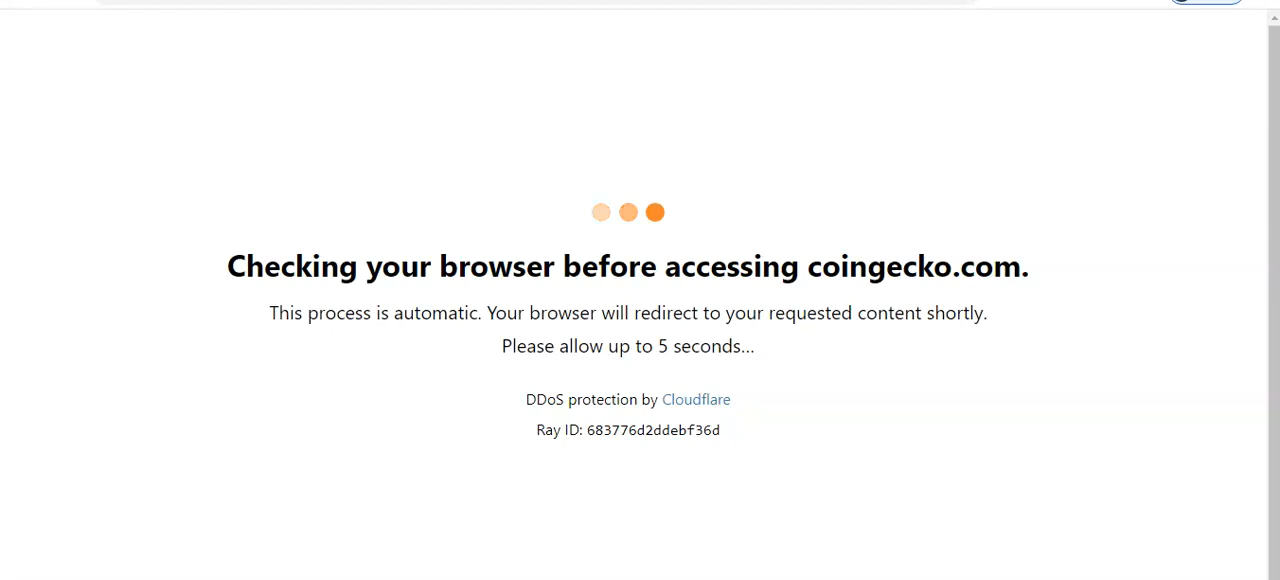 Checking your browser before accessing coingecko.com.
This process is automatic. Your browser will redirect to your requested content shortly.
Please allow up to 5 seconds...
DDoS protection by Cloudflare
Ray ID: 683776d2ddebf36d